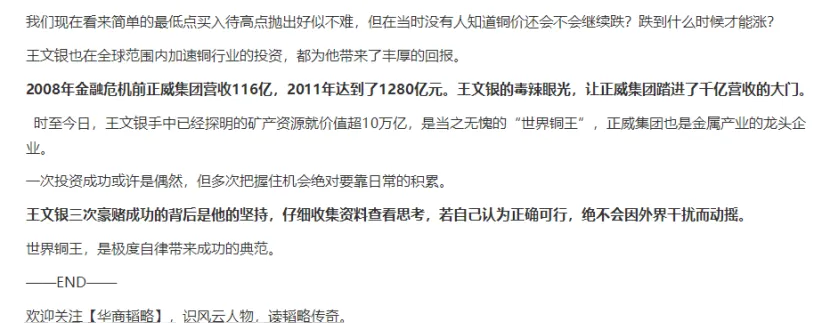 我们现在看来简单的最低点买入待高点抛出好似不难，但在当时没有人知道铜价还会不会继续跌？跌到什么时候才能涨？
王文银也在全球范围内加速铜行业的投资，都为他带来了丰厚的回报。
2008年金融危机前正威集团营收116亿，2011年达到了1280亿元。王文银的毒辣眼光，让正威集团踏进了千亿营收的大门。
时至今日，王文银手中已经探明的矿产资源就价值超10万亿，是当之无愧的“世界铜王”，正威集团也是金属产业的龙头企
业。
一次投资成功或许是偶然，但多次把握住机会绝对要靠日常的积累。
王文银三次豪赌成功的背后是他的坚持，仔细收集资料查看思考，若自己认为正确可行，绝不会因外界干扰而动摇。
世界铜王，是极度自律带来成功的典范。
——END——
欢迎关注【华商韬略】，识风云人物，读韬略传奇。